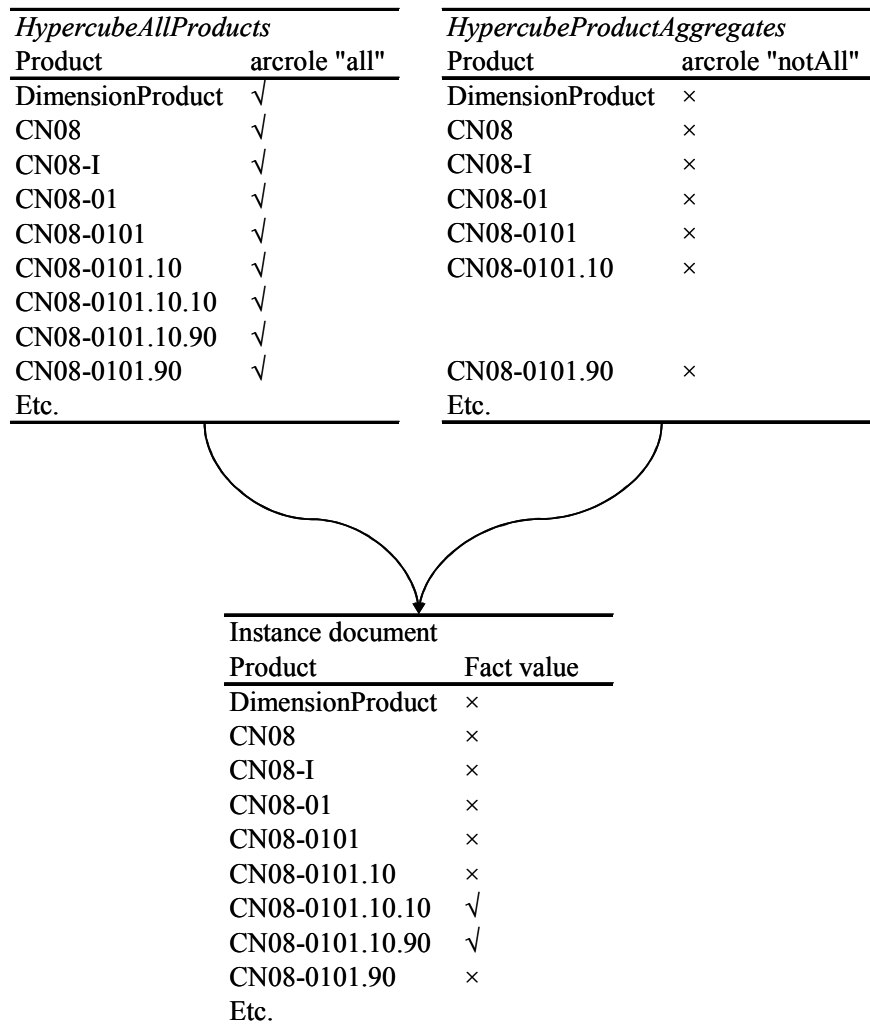 HypercubeAllProducts
Product arcrole "all"
DimensionProduct √
CN08 √
CN08-I √
CN08-01 √
CN08-0101 √
CN08-0101.10 √
CN08-0101.10.10 √
CN08-0101.10.90 √
CN08-0101.90 √
Etc.
HypercubeProductAggregates
Product arcrole "notAll"
DimensionProduct ×
CN08 ×
CN08-I ×
CN08-01 ×
CN08-0101 ×
CN08-0101.10 ×
CN08-0101.90 ×
Etc.
Instance document
Product Fact value
DimensionProduct ×
CN08 ×
CN08-I ×
CN08-01 ×
CN08-0101 ×
CN08-0101.10 ×
CN08-0101.10.10 √
CN08-0101.10.90 √
CN08-0101.90 ×
Etc.